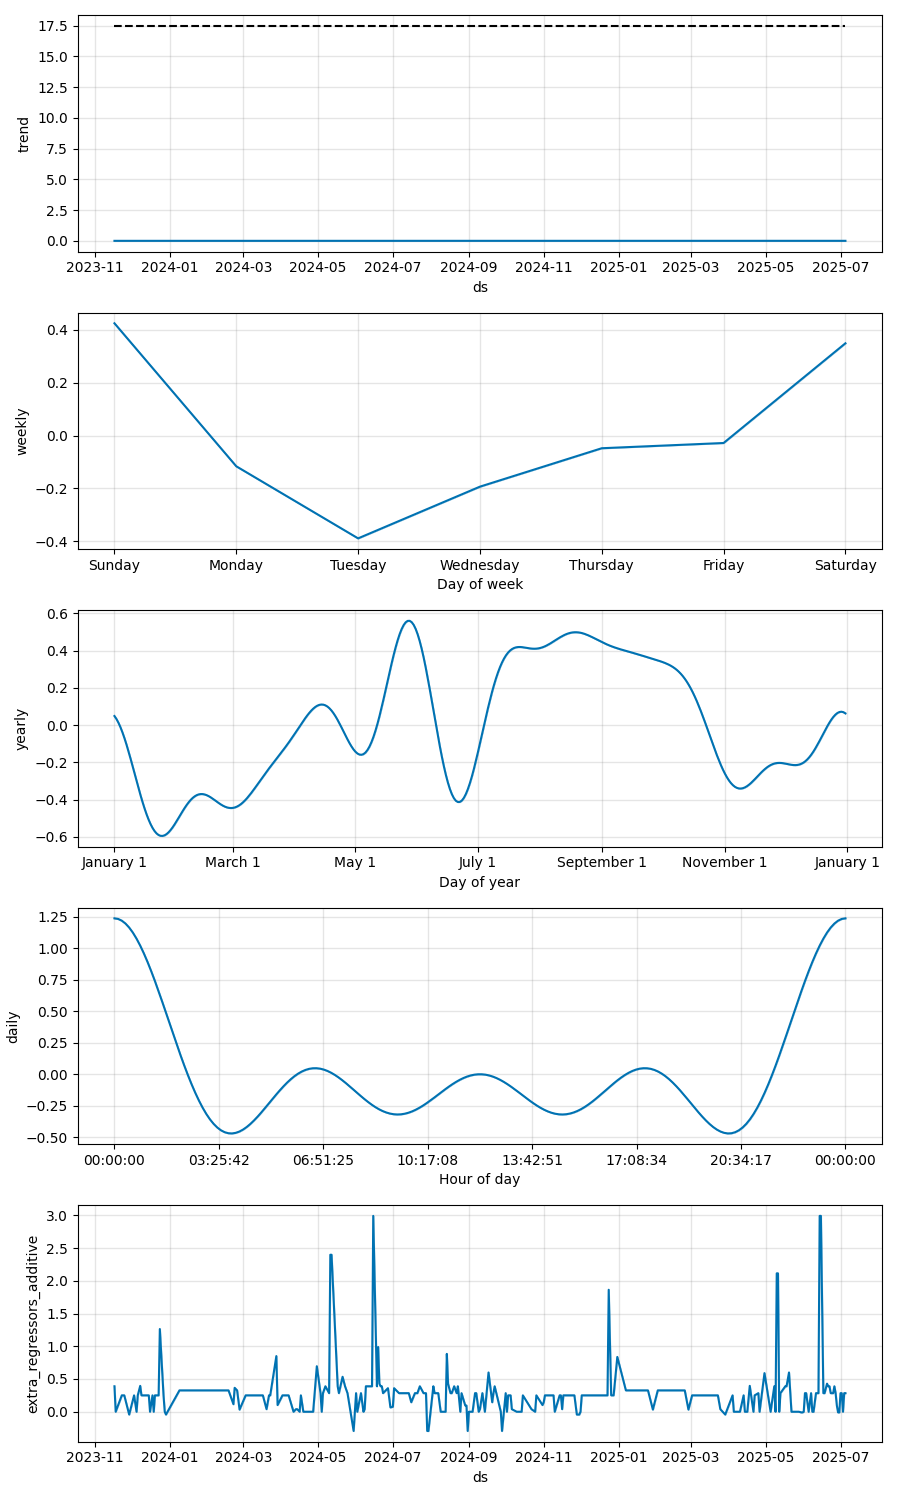 17.5
15.0
12.5
10.0
7.5
5.0
2.5
0.0
trend
2023-11 2024-01 2024-03 2024-05 2024-07 2024-09 2024-11 2025-01 2025-03 2025-05 2025-07
ds
0.4
0.2
0.0
−0.2
−0.4
weekly
Sunday Monday Tuesday Wednesday Thursday Friday Saturday
Day of week
0.6
0.4
0.2
0.0
−0.2
−0.4
−0.6
yearly
January 1 March 1 May 1 July 1 September 1 November 1 January 1
Day of year
1.25
1.00
0.75
0.50
0.25
0.00
−0.25
−0.50
daily
00:00:00 03:25:42 06:51:25 10:17:08 13:42:51 17:08:34 20:34:17 00:00:00
Hour of day
3.0
2.5
2.0
1.5
1.0
0.5
0.0
extra_regressors_additive
2023-11 2024-01 2024-03 2024-05 2024-07 2024-09 2024-11 2025-01 2025-03 2025-05 2025-07
ds